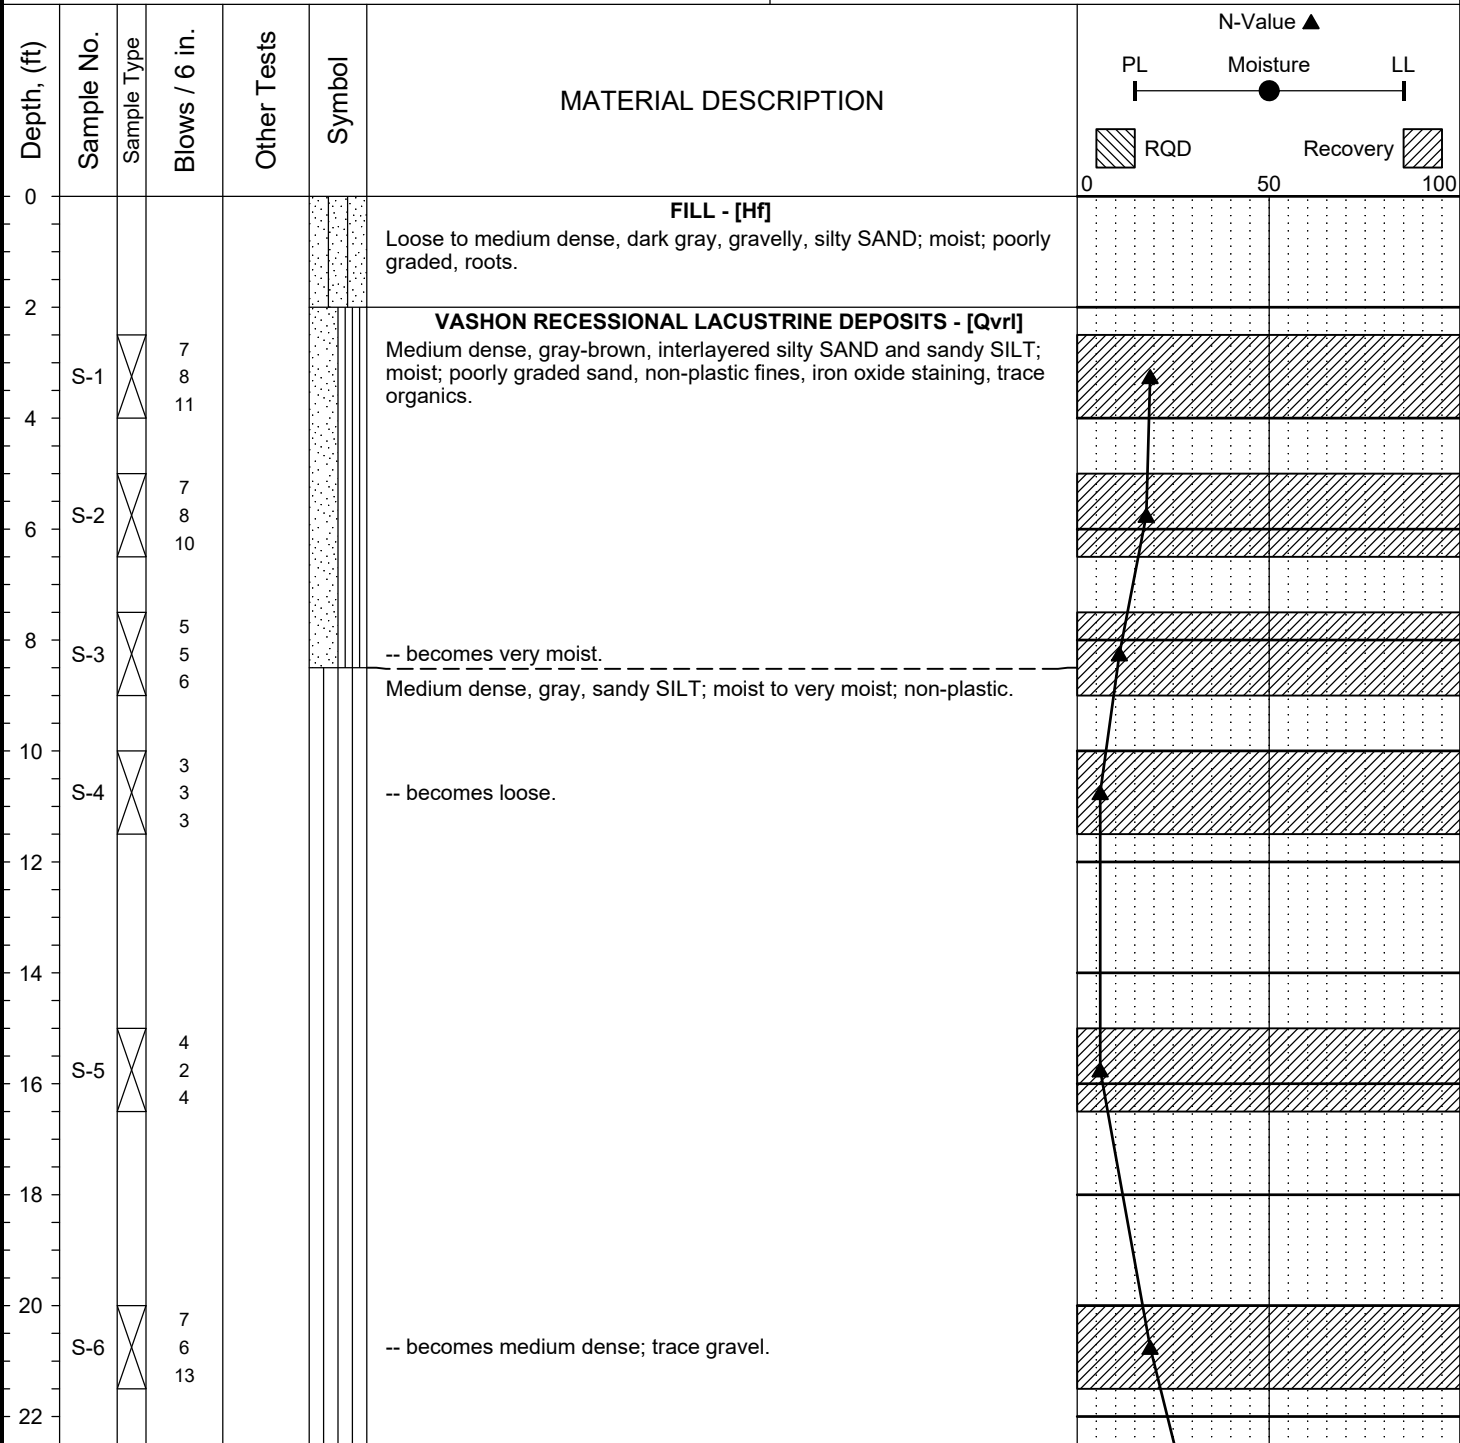 Depth, (ft)
Sample No.
Sample Type
Blows / 6 in.
Other Tests
Symbol
MATERIAL DESCRIPTION
N-Value ▲
PL Moisture LL
RQD Recovery
0 50 100
0
FILL - [Hf]
Loose to medium dense, dark gray, gravelly, silty SAND; moist; poorly
graded, roots.
2
VASHON RECESSIONAL LACUSTRINE DEPOSITS - [Qvrl]
7
Medium dense, gray-brown, interlayered silty SAND and sandy SILT;
S-1
8
moist; poorly graded sand, non-plastic fines, iron oxide staining, trace
organics.
11
4
7
S-2
8
6
10
5
8
S-3
5
-- becomes very moist.
6
Medium dense, gray, sandy SILT; moist to very moist; non-plastic.
10
3
S-4
3
-- becomes loose.
3
12
14
4
S-5
2
16
4
18
20
7
S-6
6
-- becomes medium dense; trace gravel.
13
22